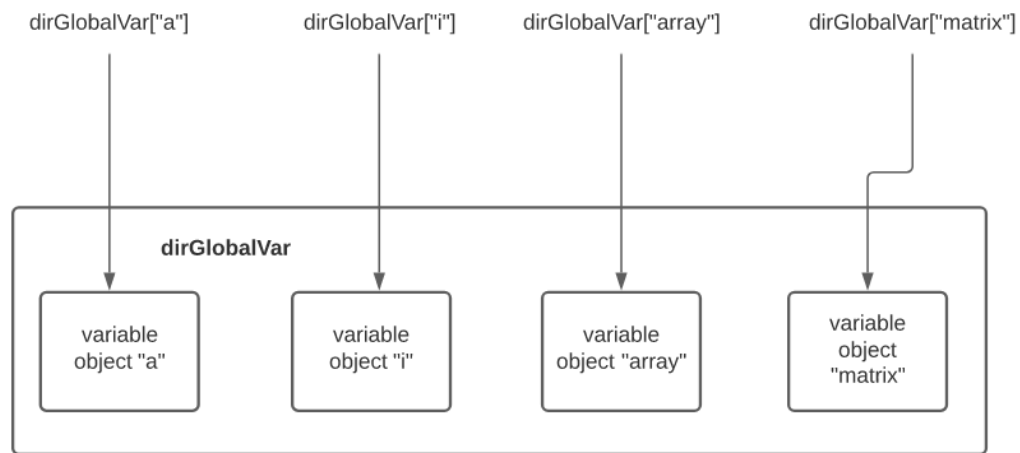 dirGlobalVar["a"]
dirGlobalVar["i"]
dirGlobalVar["array"]
dirGlobalVar["matrix"]
dirGlobalVar
variable
object "a"
variable
object "i"
variable
object "array"
variable
object
"matrix"